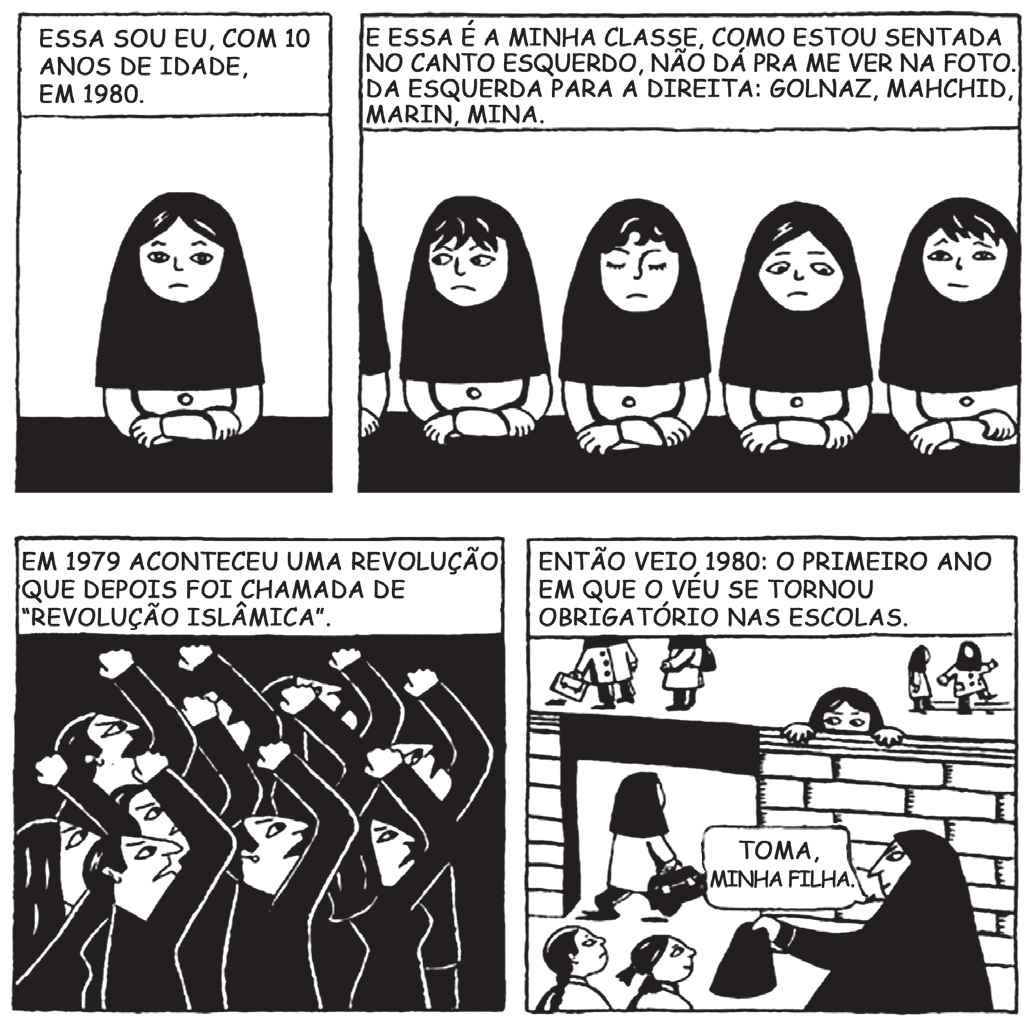 ESSA SOU EU, COM 10
ANOS DE IDADE,
EM 1980.
E ESSA É A MINHA CLASSE, COMO ESTOU SENTADA
NO CANTO ESQUERDO, NÃO DÁ PRA ME VER NA FOTO.
DA ESQUERDA PARA A DIREITA: GOLNAZ, MAHCHID,
MARIN, MINA.
EM 1979 ACONTECEU UMA REVOLUÇÃO
QUE DEPOIS FOI CHAMADA DE
"REVOLUÇÃO ISLÂMICA".
ENTÃO VEIO 1980: O PRIMEIRO ANO
EM QUE O VÉU SE TORNOU
OBRIGATÓRIO NAS ESCOLAS.
TOMA,
MINHA FILHA.